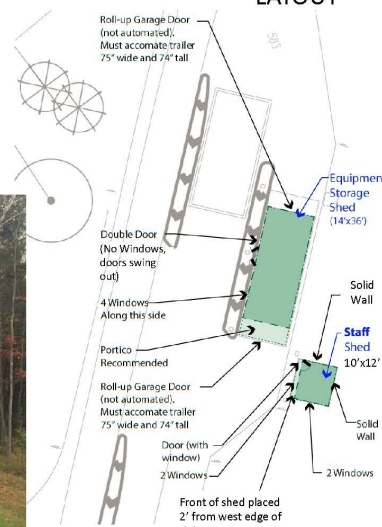 LAYOUT
Roll-up Garage Door
(not automated).
Must accomate trailer
75" wide and 74" tall
585
Equipmen
Storage
Shed
(14'x36')
Double Door
(No Windows,
doors swing
out)
4 Windows
Along this side
Portico
Recommended
Roll-up Garage Door
(not automated).
Must accomate trailer
75" wide and 74" tall
Solid
Wall
Staff
Shed
10'x12'
Door (with
window)
2 Windows
Solid
Wall
2 Windows
Front of shed placed
2' from west edge of